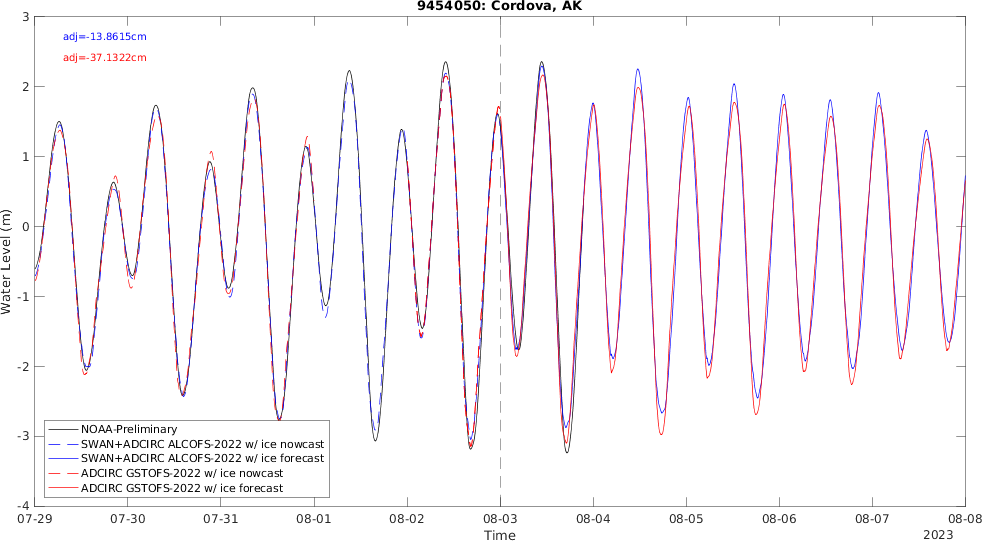 9454050: Cordova, AK
adj=-13.8615cm
adj=-37.1322cm
Water Level (m)
3
2
1
0
-1
-2
-3
-4
NOAA-Preliminary
SWAN+ADCIRC ALCOFS-2022 w/ ice nowcast
SWAN+ADCIRC ALCOFS-2022 w/ ice forecast
ADCIRC GSTOFS-2022 w/ ice nowcast
ADCIRC GSTOFS-2022 w/ ice forecast
07-29 07-30 07-31 08-01 08-02 08-03 08-04 08-05 08-06 08-07 08-08
Time
2023